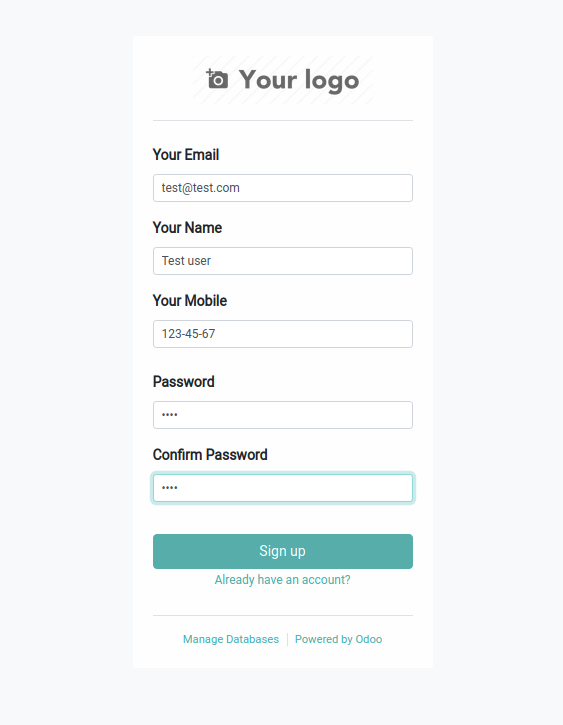 Your logo
Your Email
test@test.com
Your Name
Test user
Your Mobile
123-45-67
Password
••••
Confirm Password
••••
Sign up
Already have an account?
Manage Databases | Powered by Odoo